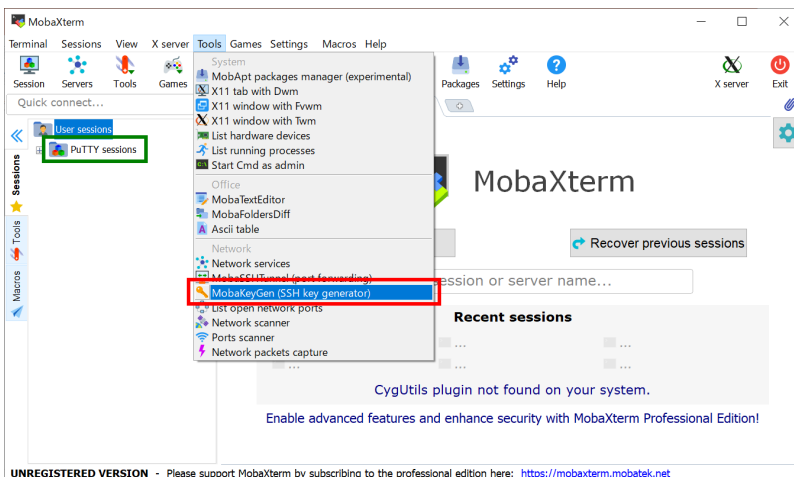 MobaXterm
Terminal Sessions View X server Tools Games Settings Macros Help
Session Servers Tools Games Packages Settings Help X server Exit
Quick connect...
System
MobApt packages manager (experimental)
X11 tab with Dwm
X11 window with Fvwm
X11 window with Twm
List hardware devices
List running processes
Start Cmd as admin
Office
MobaTextEditor
MobaFoldersDiff
Ascii table
Network
Network services
MobaSSHTunnel (port forwarding)
MobaKeyGen (SSH key generator)
List open network ports
Network scanner
Ports scanner
Network packets capture
User sessions
PuTTY sessions
Sessions
Tools
Macros
MobaXterm
Recover previous sessions
session or server name...
Recent sessions
... ...
... ...
CygUtils plugin not found on your system.
Enable advanced features and enhance security with MobaXterm Professional Edition!
UNREGISTERED VERSION - Please support MobaXterm by subscribing to the professional edition here: https://mobaxterm.mobatek.net